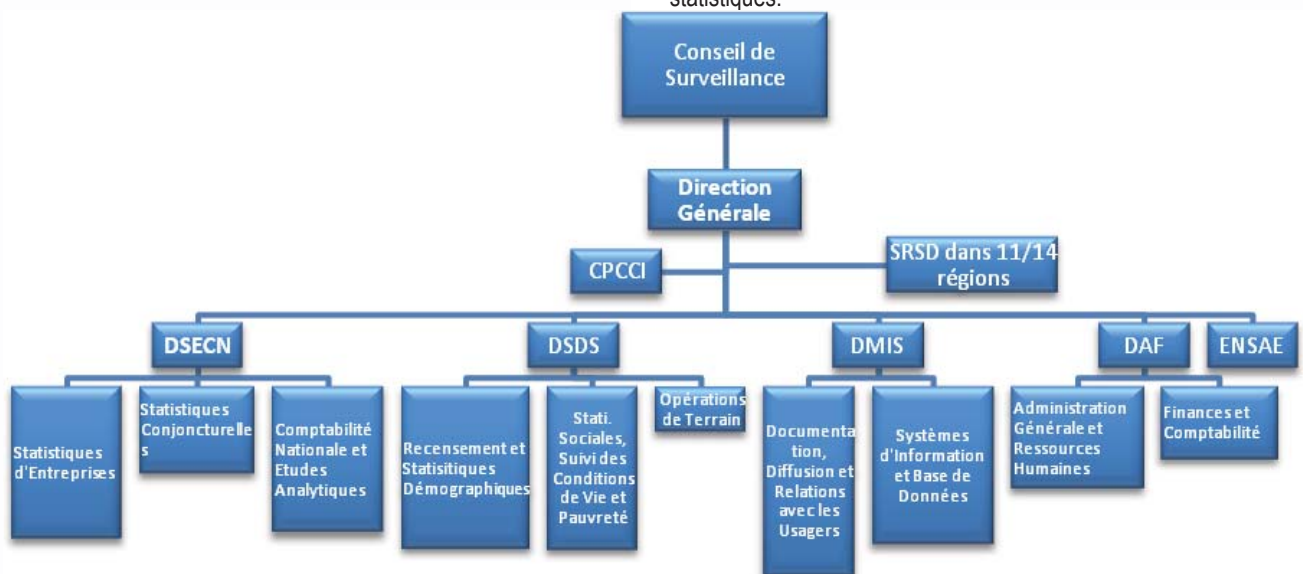 statistiques.
Conseil de
Surveillance
Direction
Générale
CPCCI
SRSD dans 11/14
régions
DSECN
DSDS
DMIS
DAF
ENSAE
Statistiques
d'Entreprises
Statistiques
Conjoncturelle
s
Comptabilité
Nationale et
Etudes
Analytiques
Recensement et
Statisitiques
Démographiques
Stati.
Sociales,
Suivi des
Conditions
de Vie et
Pauvreté
Opérations
de Terrain
Documenta
tion,
Diffusion et
Relations
avec les
Usagers
Systèmes
d'Information
et Base de
Données
Administration
Générale et
Ressources
Humaines
Finances et
Comptabilité